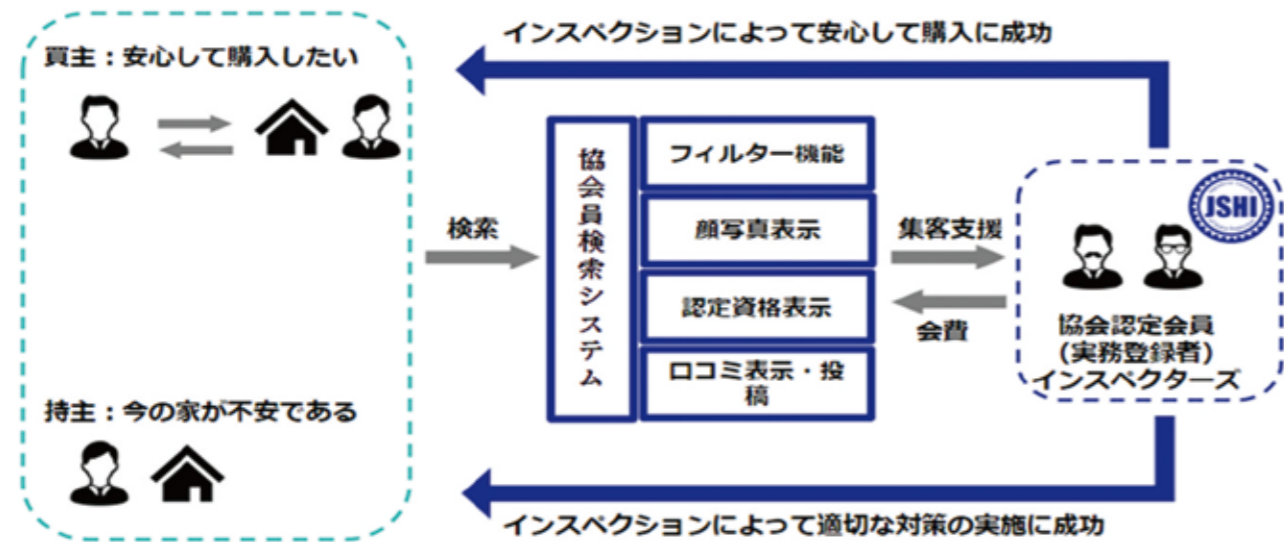 インスペクションによって安心して購入に成功
買主：安心して購入したい
協会員検索システム
フィルター機能
顔写真表示
認定資格表示
口コミ表示・投
稿
検索
集客支援
会費
JSHI
協会認定会員
(実務登録者)
インスペクターズ
持主：今の家が不安である
インスペクションによって適切な対策の実施に成功